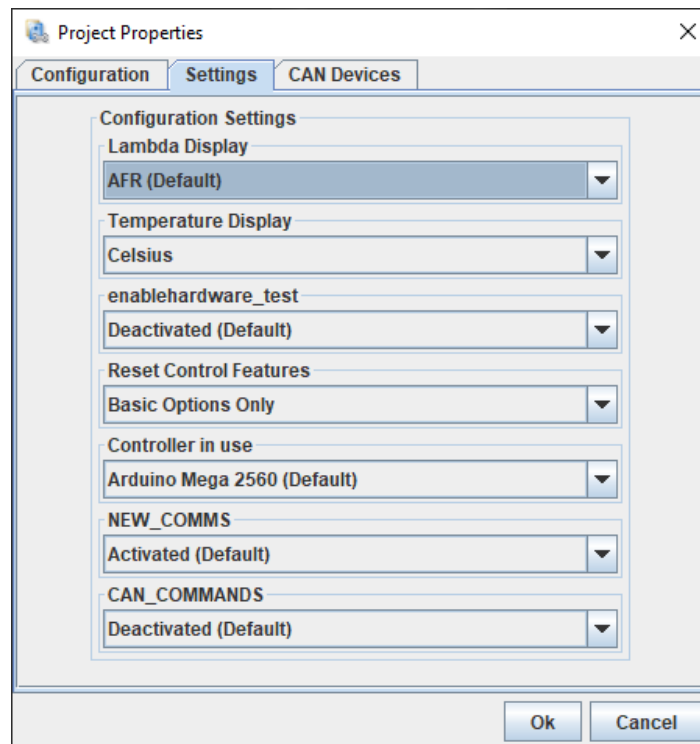 Project Properties
Configuration Settings CAN Devices
Configuration Settings
Lambda Display
AFR (Default)
Temperature Display
Celsius
enablehardware_test
Deactivated (Default)
Reset Control Features
Basic Options Only
Controller in use
Arduino Mega 2560 (Default)
NEW_COMMS
Activated (Default)
CAN_COMMANDS
Deactivated (Default)
Ok Cancel